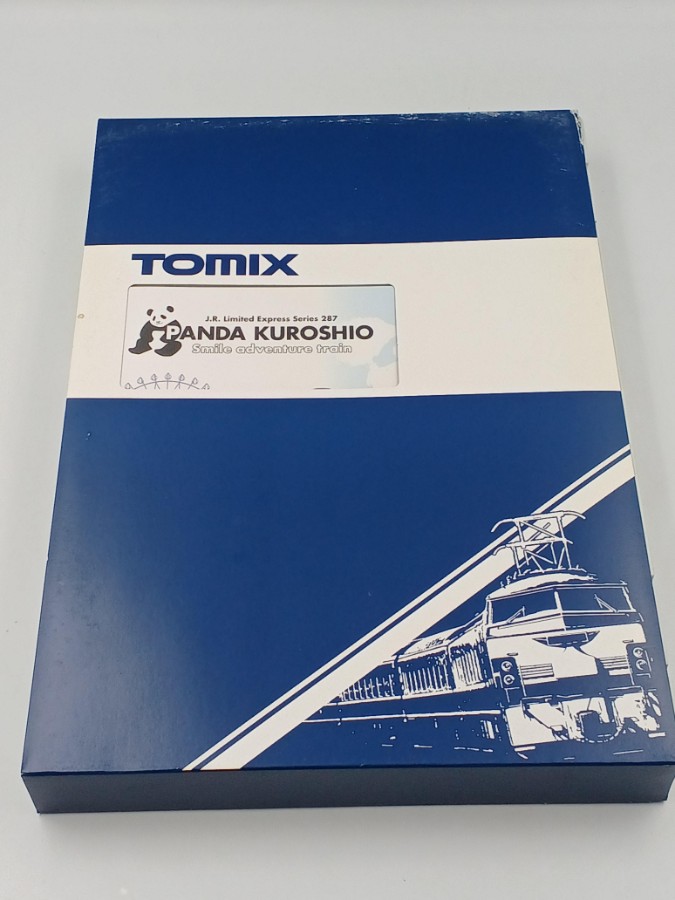 TOMIX
J.R. Limited Express Series 287
PANDA KUROSHIO
Smile adventure train